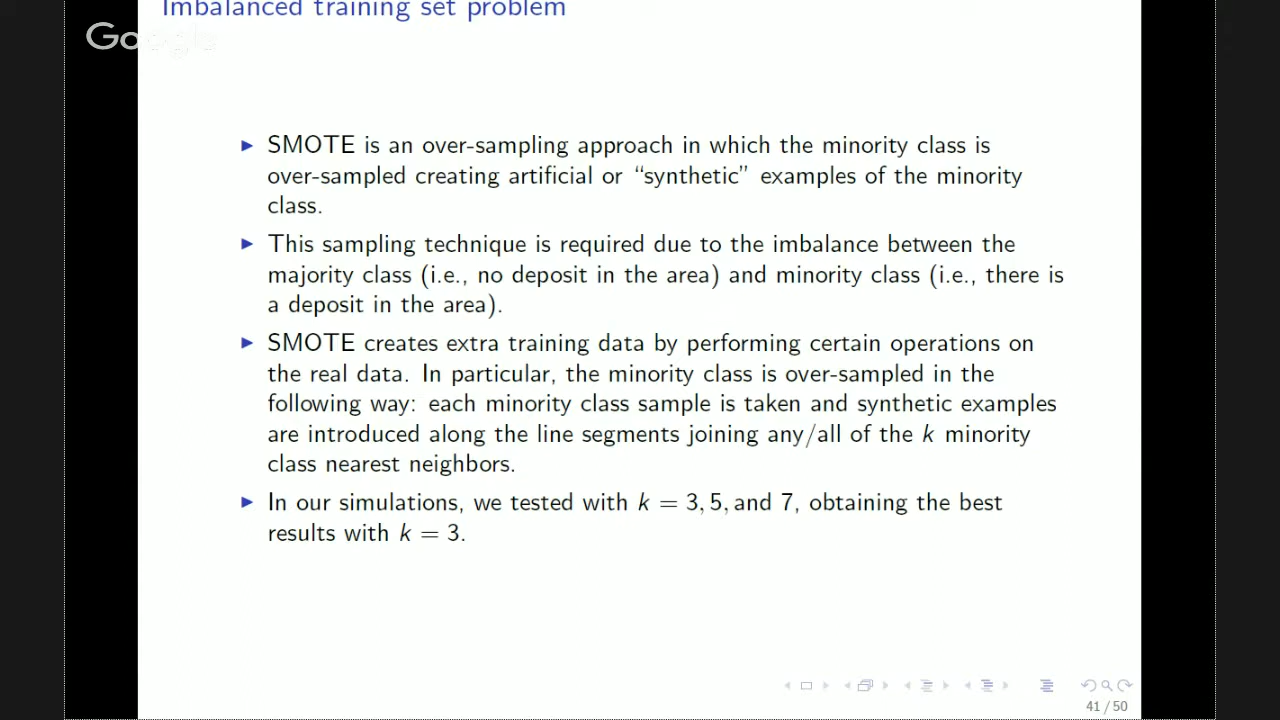 Imbalanced training set problem
Google
► SMOTE is an over-sampling approach in which the minority class is
over-sampled creating artificial or “synthetic” examples of the minority
class.
► This sampling technique is required due to the imbalance between the
majority class (i.e., no deposit in the area) and minority class (i.e., there is
a deposit in the area).
► SMOTE creates extra training data by performing certain operations on
the real data. In particular, the minority class is over-sampled in the
following way: each minority class sample is taken and synthetic examples
are introduced along the line segments joining any/all of the k minority
class nearest neighbors.
► In our simulations, we tested with k = 3, 5, and 7, obtaining the best
results with k = 3.
41 / 50